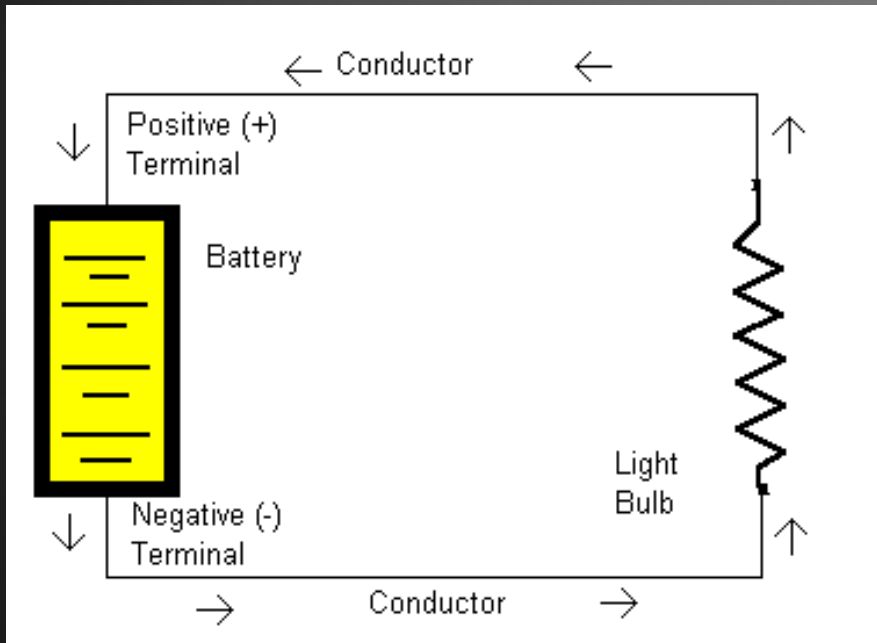 Conductor
Positive (+)
Terminal
Battery
Light
Bulb
Negative (-)
Terminal
Conductor